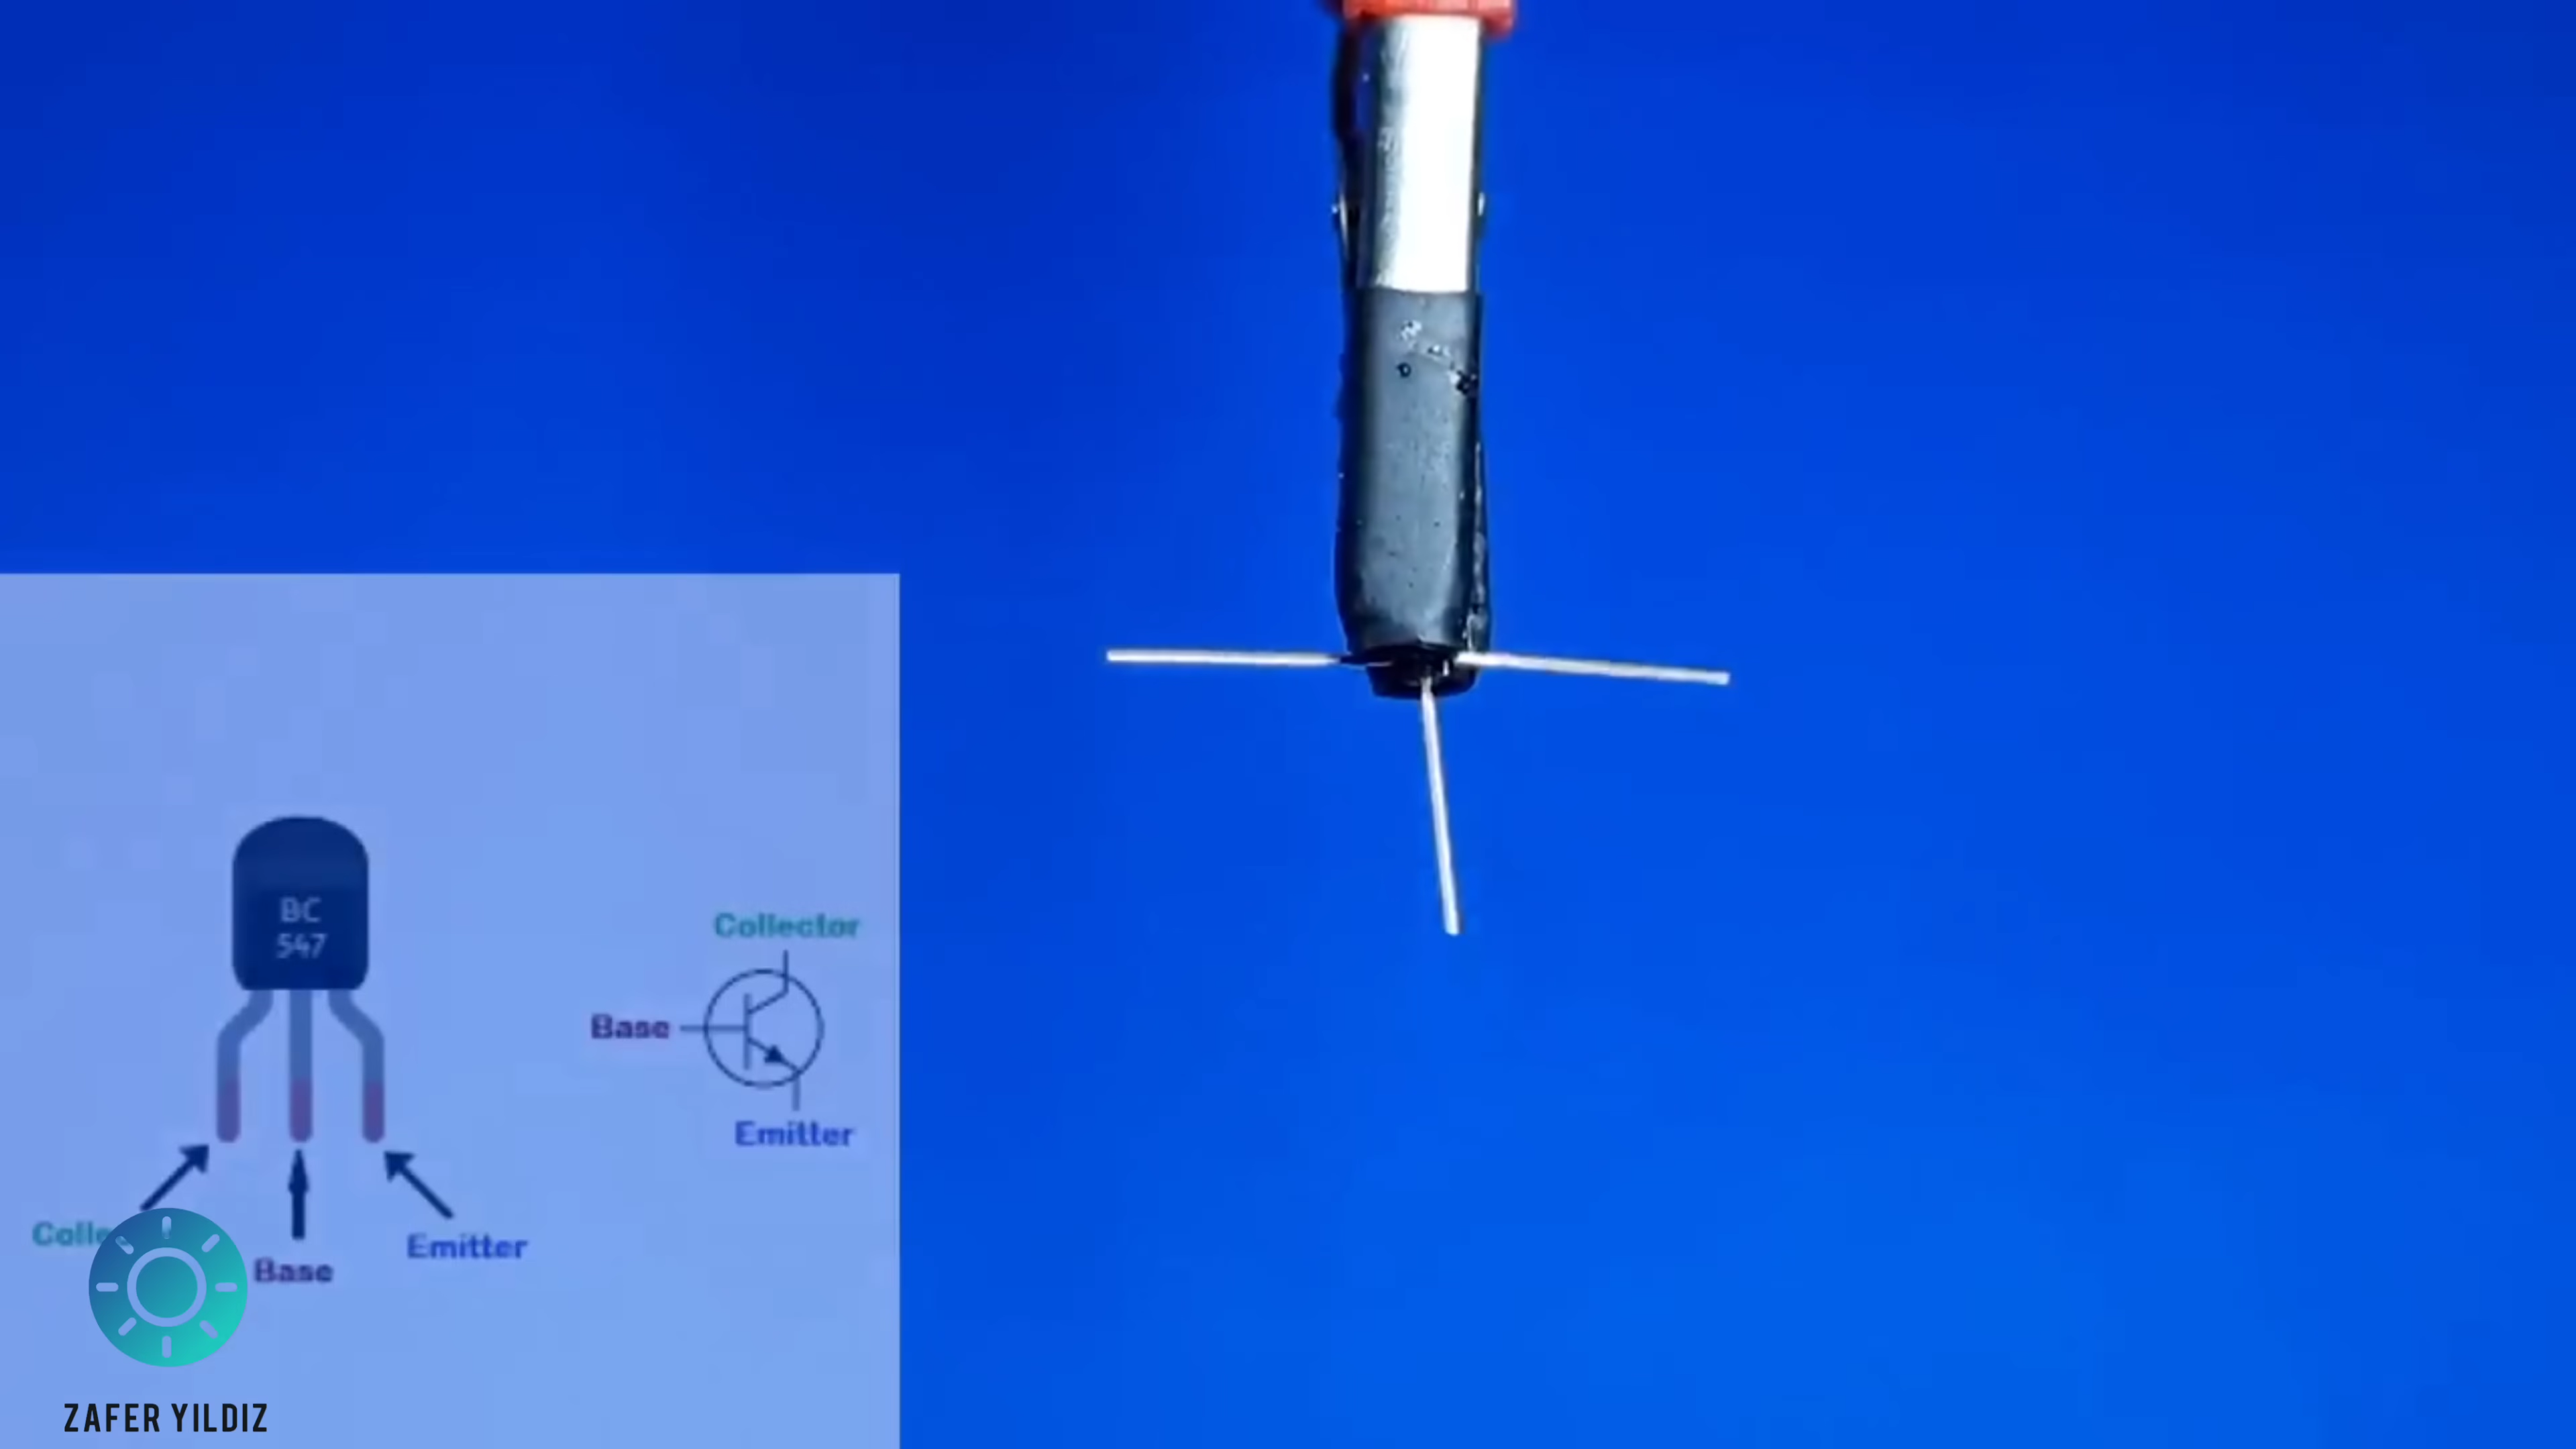 BC
547
Collector
Base
Emitter
Base
Emitter
ZAFER YILDIZ